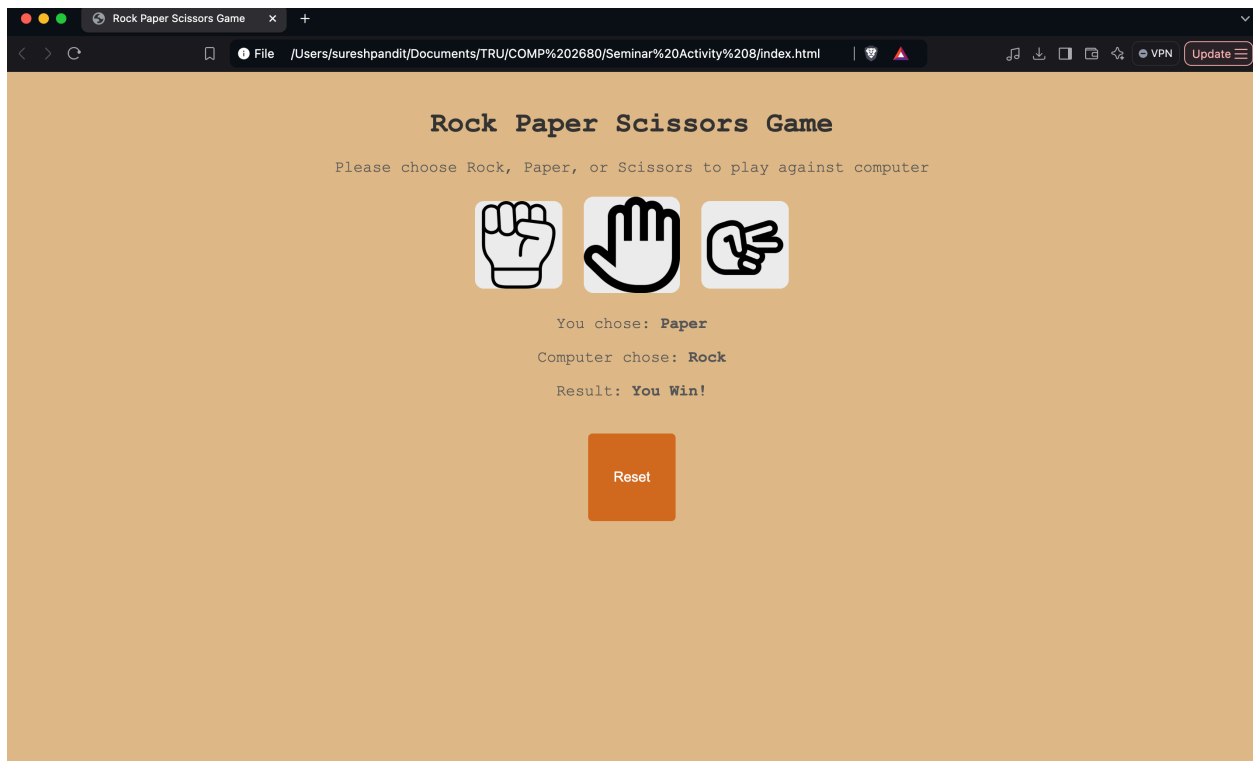 Rock Paper Scissors Game
File /Users/sureshpandit/Documents/TRU/COMP%202680/Seminar%20Activity%208/index.html
VPN
Update
Rock Paper Scissors Game
Please choose Rock, Paper, or Scissors to play against computer
You chose: Paper
Computer chose: Rock
Result: You Win!
Reset